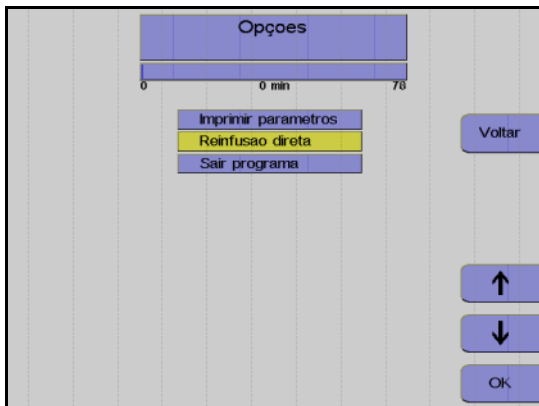 Opçoes
0 0 min 78
Imprimir parametros
Reinfusao direta
Sair programa
Voltar
↑
↓
OK